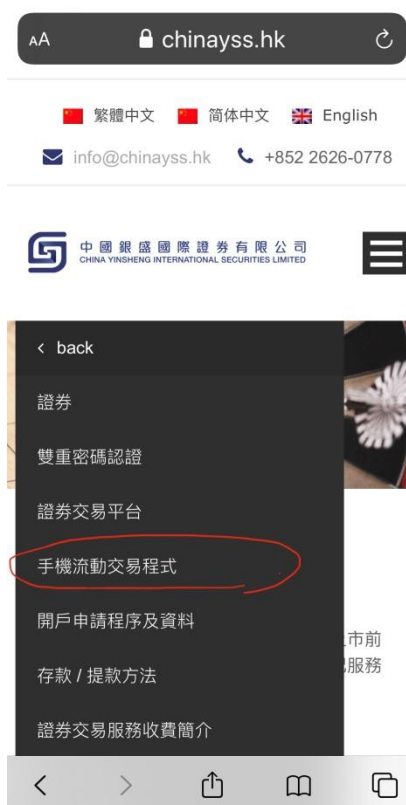 AA chinayss.hk
繁體中文 简体中文 English
info@chinayss.hk +852 2626-0778
中國銀盛國際證券有限公司
CHINA YINSHENG INTERNATIONAL SECURITIES LIMITED
< back
證券
雙重密碼認證
證券交易平台
手機流動交易程式
開戶申請程序及資料
市前
存款 / 提款方法
服務
證券交易服務收費簡介